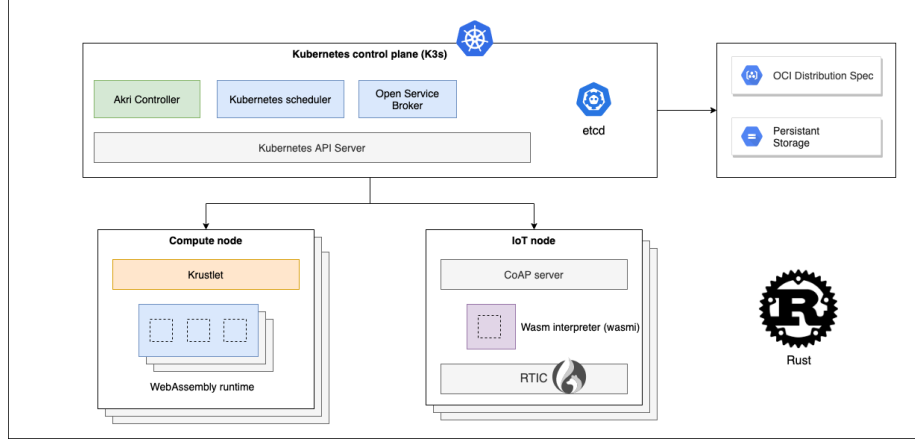 Kubernetes control plane (K3s)
Akri Controller
Kubernetes scheduler
Open Service
Broker
etcd
Kubernetes API Server
OCI Distribution Spec
Persistant
Storage
Compute node
Krustlet
WebAssembly runtime
IoT node
CoAP server
Wasm interpreter (wasmi)
RTIC
R
Rust